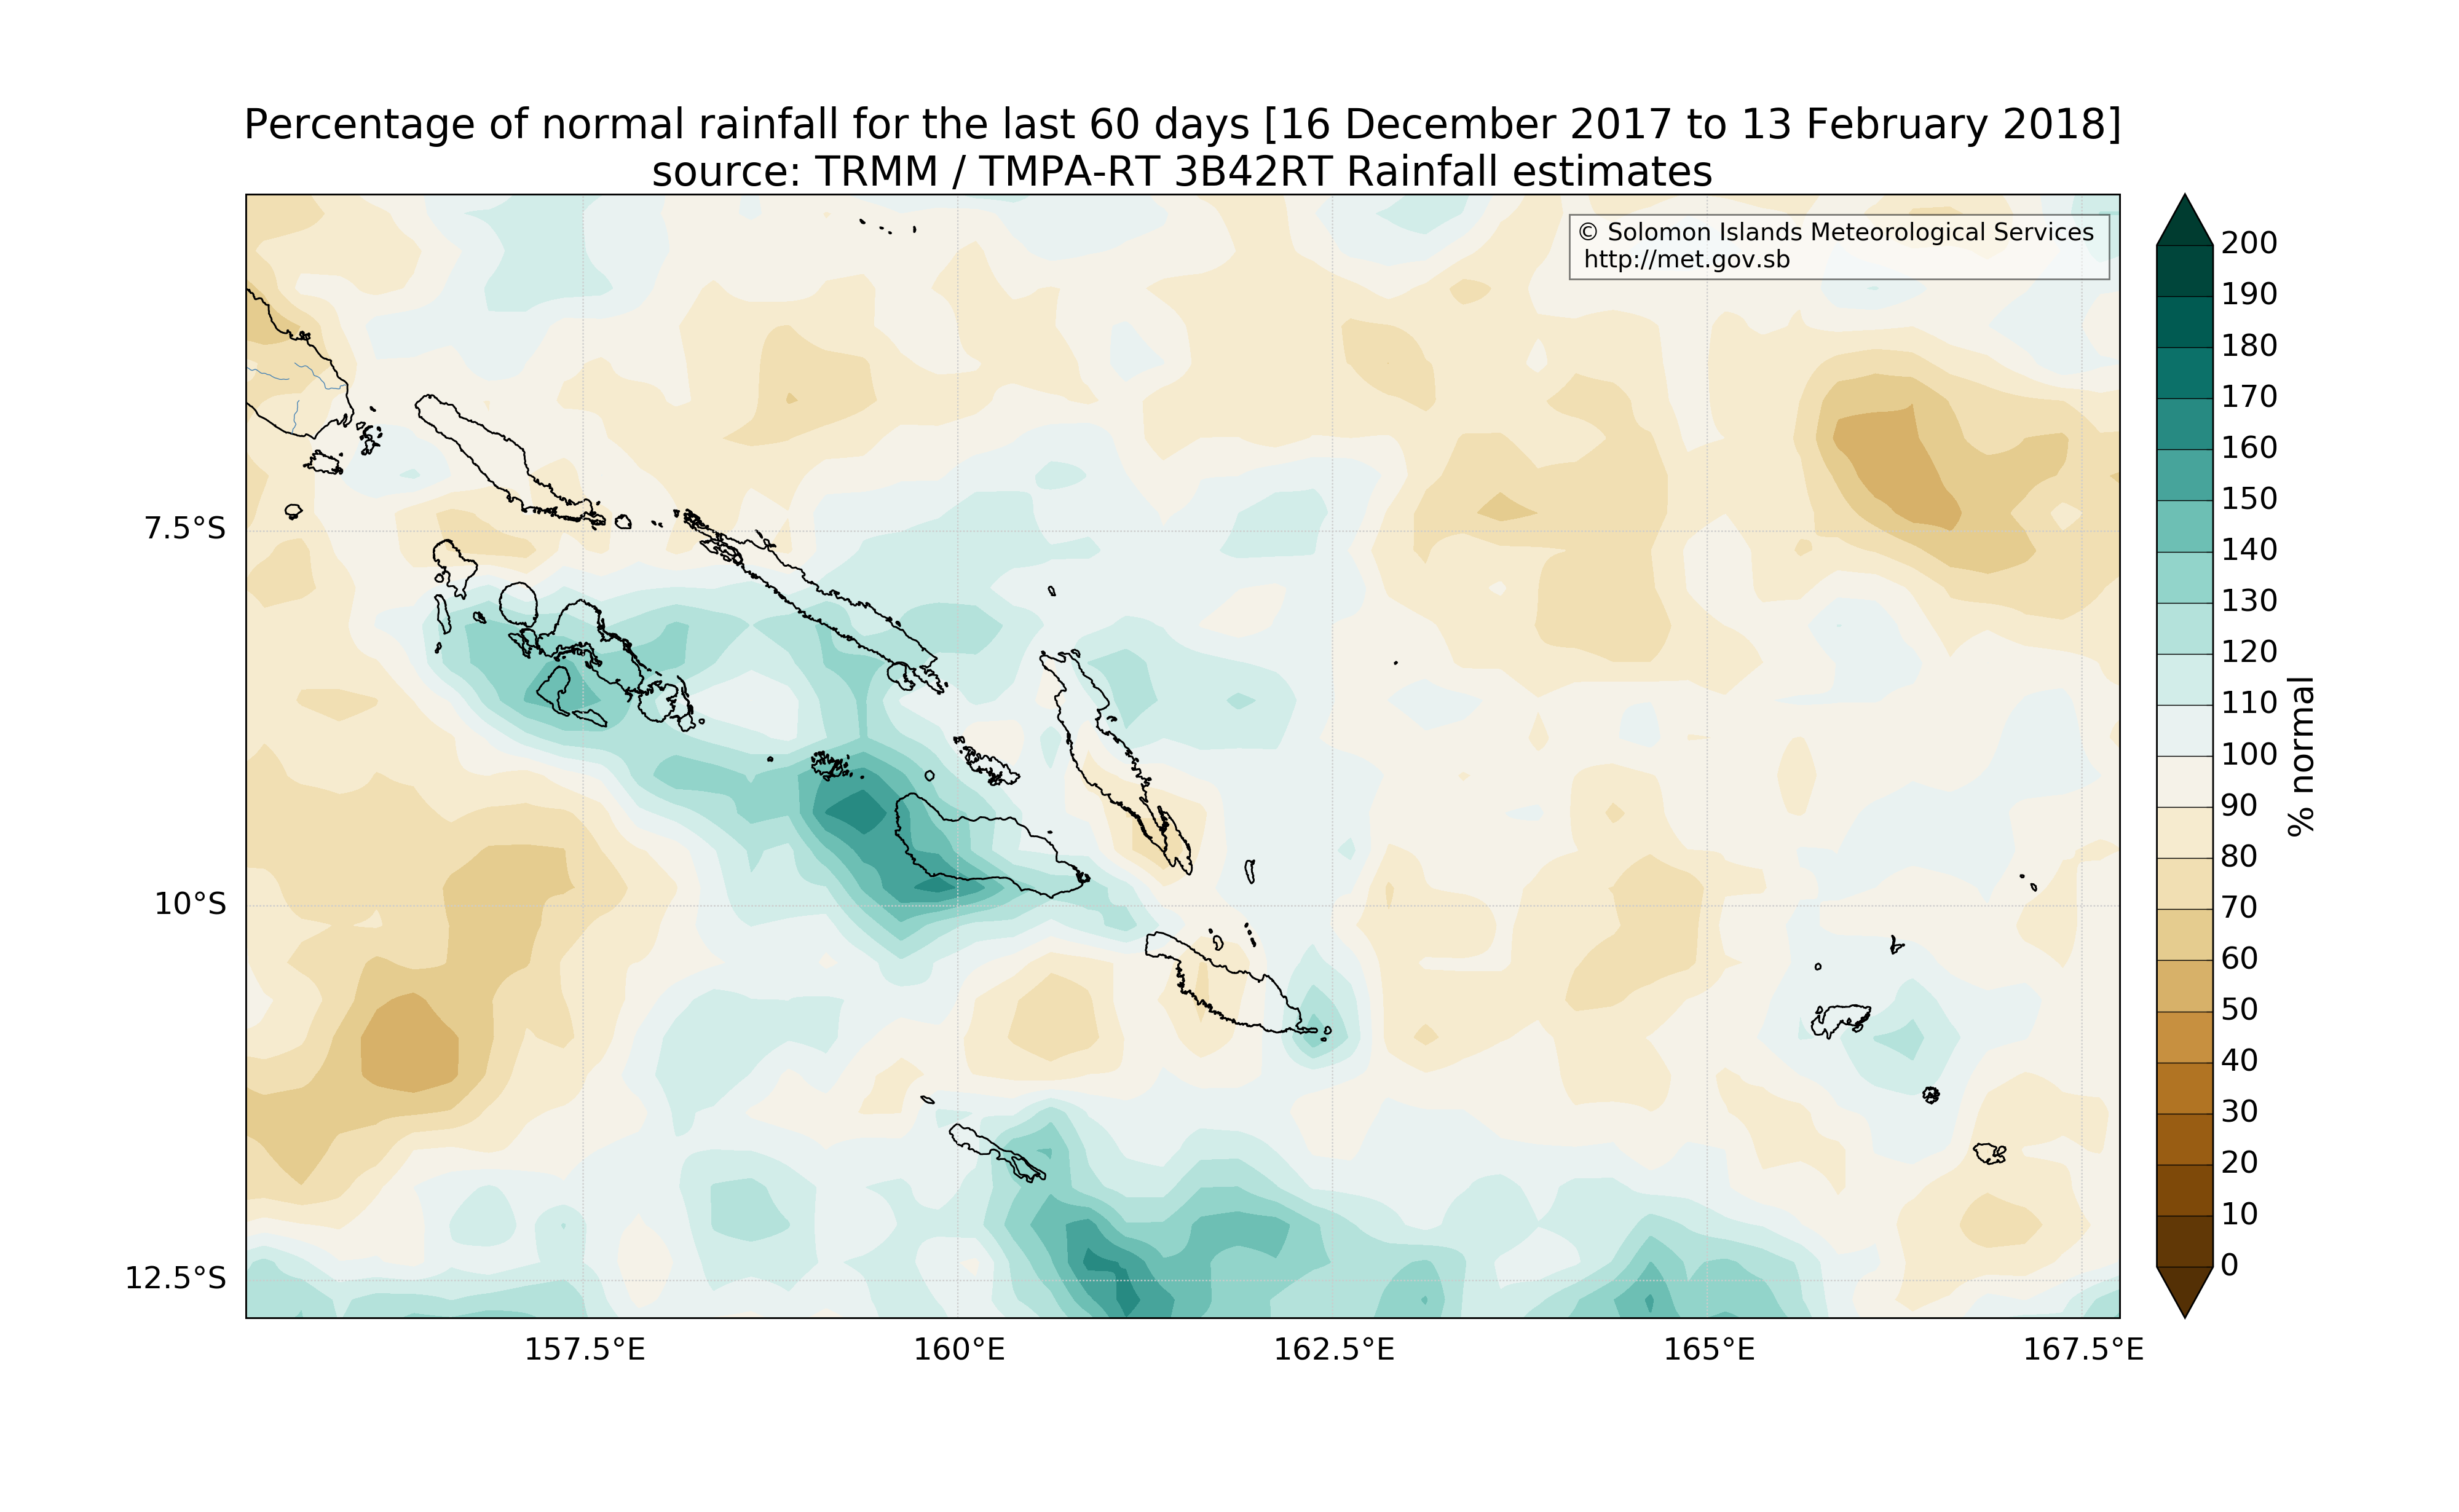 Percentage of normal rainfall for the last 60 days [16 December 2017 to 13 February 2018]
source: TRMM / TMPA-RT 3B42RT Rainfall estimates
© Solomon Islands Meteorological Services
http://met.gov.sb
7.5°S
10°S
12.5°S
157.5°E
160°E
162.5°E
165°E
167.5°E
200
190
180
170
160
150
140
130
120
110
100
90
80
70
60
50
40
30
20
10
0
% normal